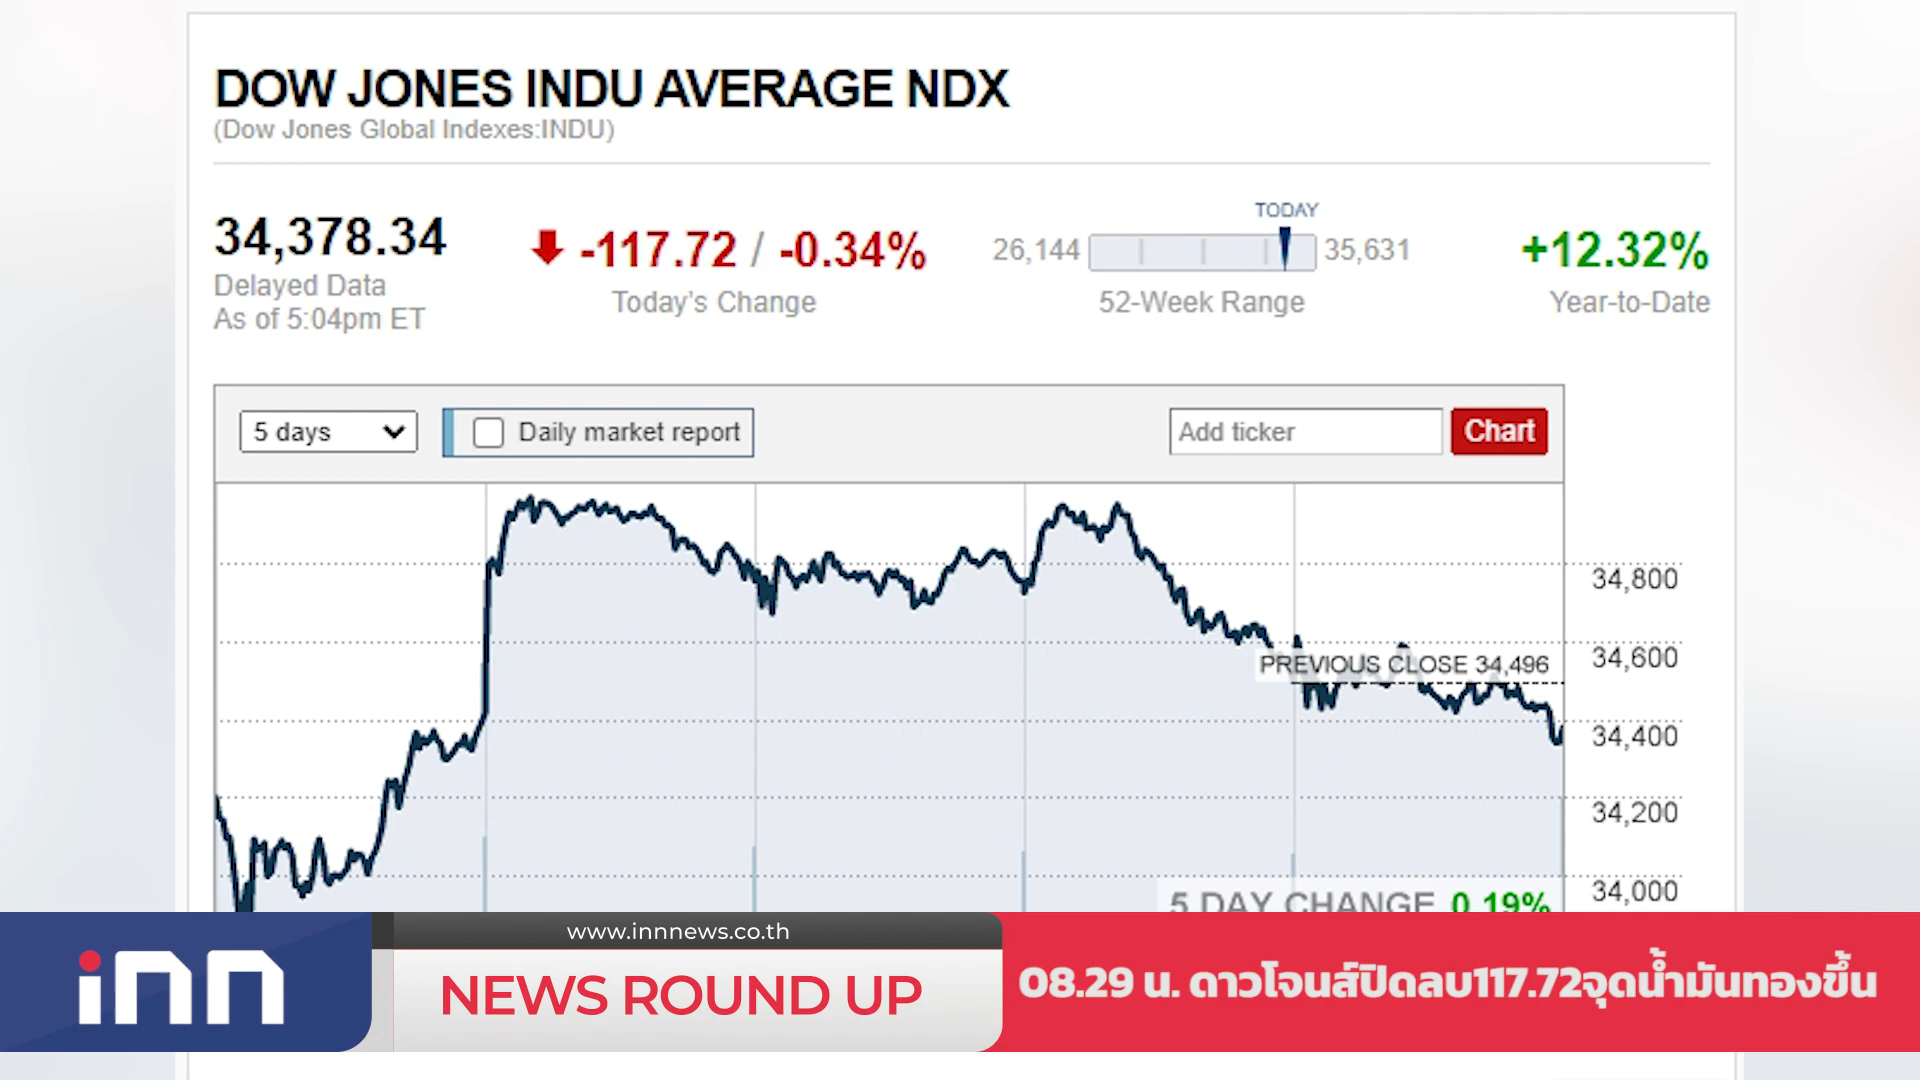 DOW JONES INDU AVERAGE NDX
(Dow Jones Global Indexes:INDU)
34,378.34
Delayed Data
As of 5:04pm ET
-117.72 / -0.34%
Today's Change
TODAY
26,144
35,631
52-Week Range
+12.32%
Year-to-Date
5 days
Daily market report
Add ticker
Chart
34,800
PREVIOUS CLOSE 34,496
34,600
34,400
34,200
34,000
5 DAY CHANGE 0.19%
inn
www.innnews.co.th
NEWS ROUND UP
08.29 น. ดาวโจนส์ปิดลบ117.72จุดน้ำมันทองขึ้น